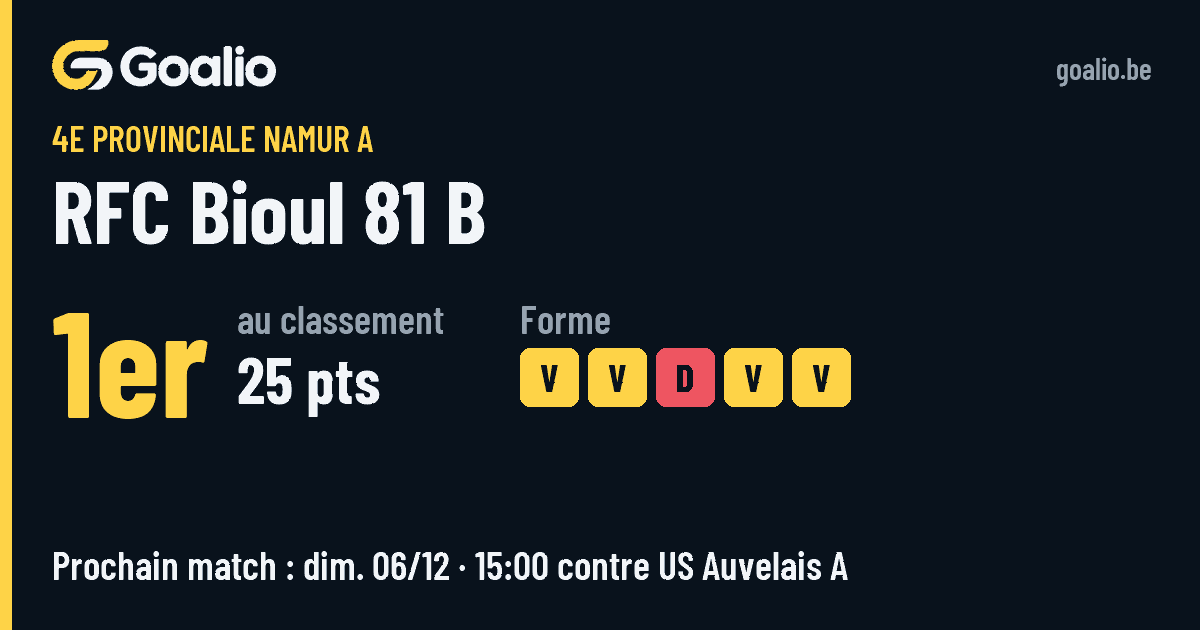 Goalio
goalio.be
4E PROVINCIALE NAMUR A
RFC Bioul 81 B
1er
au classement
25 pts
Forme
V V D V V
Prochain match : dim. 06/12 · 15:00 contre US Auvelais A